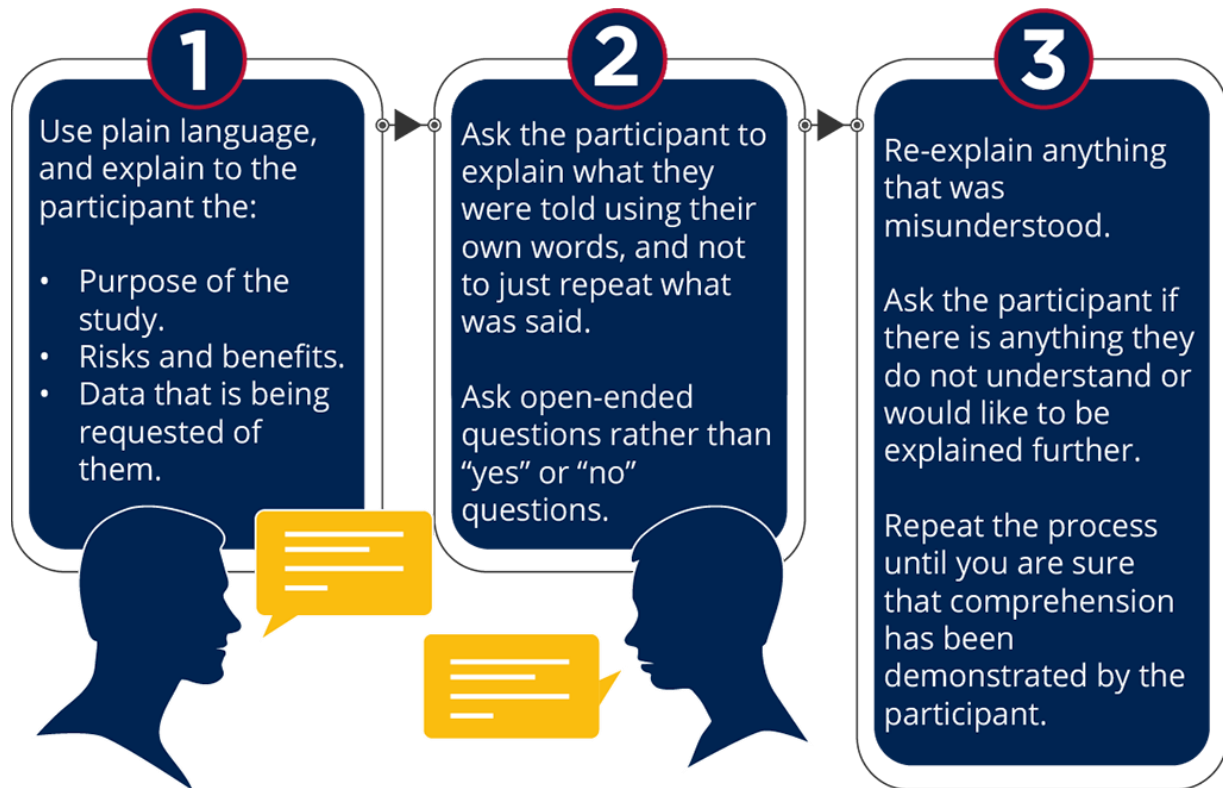 1
Use plain language,
and explain to the
participant the:
• Purpose of the
study.
• Risks and benefits.
• Data that is being
requested of
them.
2
Ask the participant to
explain what they
were told using their
own words, and not
to just repeat what
was said.
Ask open-ended
questions rather than
“yes” or “no”
questions.
3
Re-explain anything
that was
misunderstood.
Ask the participant if
there is anything they
do not understand or
would like to be
explained further.
Repeat the process
until you are sure
that comprehension
has been
demonstrated by the
participant.